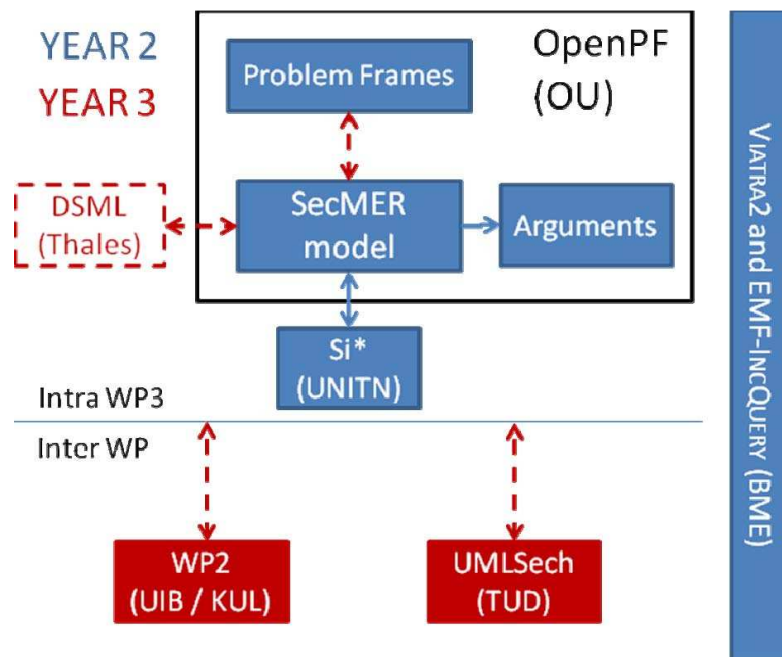 YEAR 2
YEAR 3
Problem Frames
OpenPF
(OU)
DSML
(Thales)
SecMER
model
Arguments
Si*
(UNITN)
Intra WP3
Inter WP
WP2
(UIB / KUL)
UMLSech
(TUD)
VIATRA2 AND EMF-INCQUERY (BME)